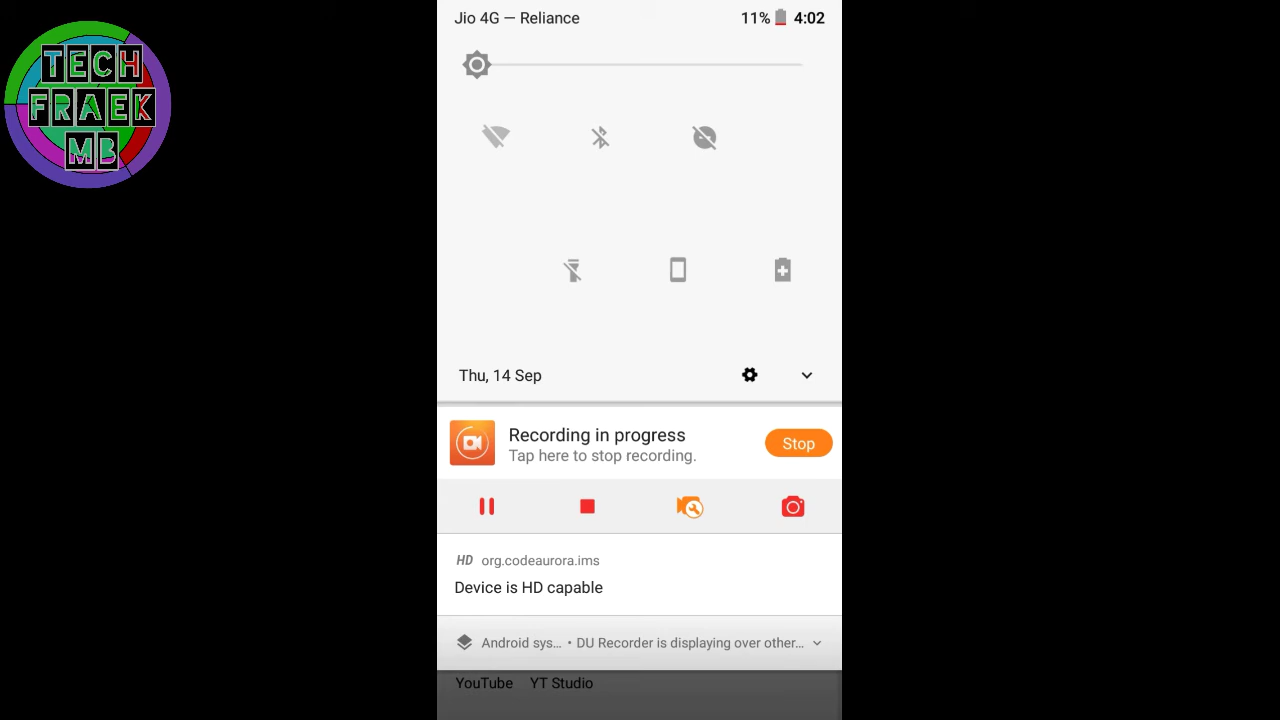 TECH
FRAEK
MB
Jio 4G — Reliance 11% 4:02
Thu, 14 Sep
Recording in progress
Tap here to stop recording.
Stop
HD org.codeaurora.ims
Device is HD capable
Android sys... • DU Recorder is displaying over other...
YouTube YT Studio